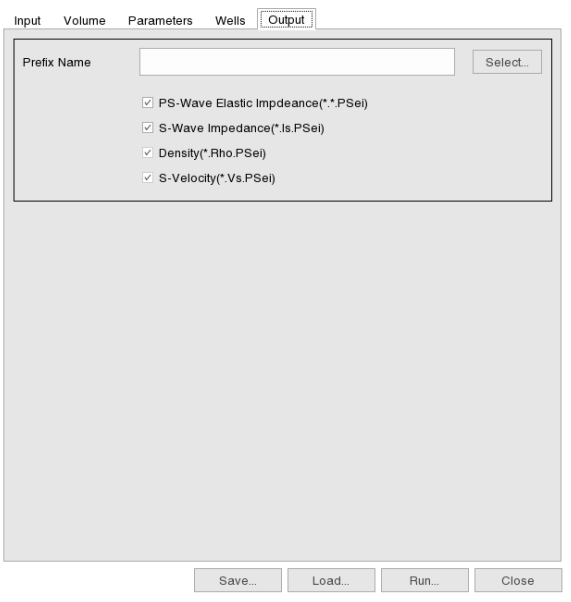 Input Volume Parameters Wells Output
Prefix Name Select...
PS-Wave Elastic Impdeance(*.*.PSei)
S-Wave Impedance(*.Is.PSei)
Density(*.Rho.PSei)
S-Velocity(*.Vs.PSei)
Save... Load... Run... Close